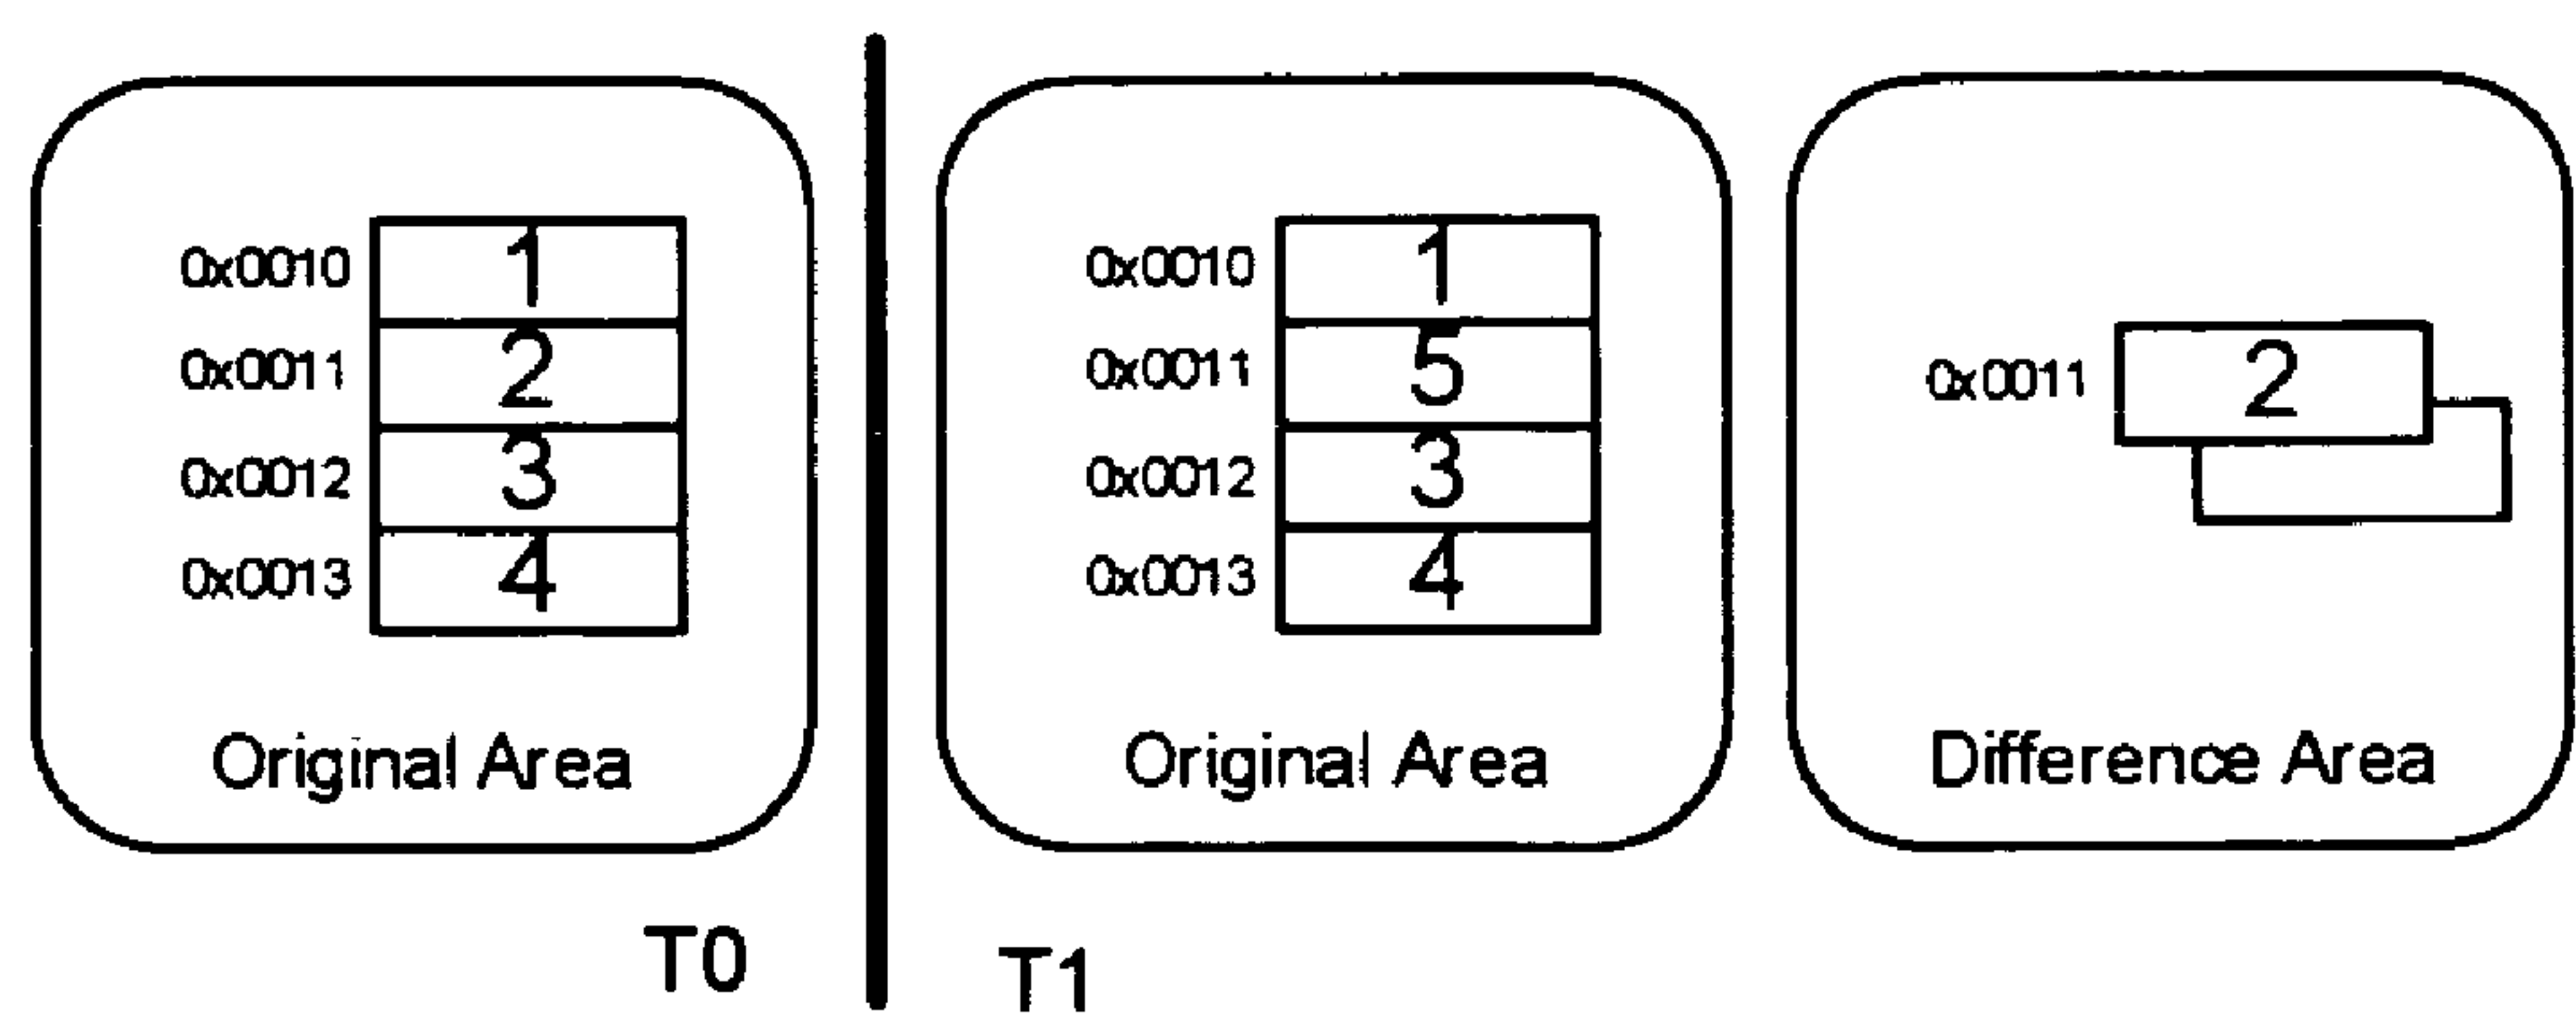 0x0010 1
0x0011 2
0x0012 3
0x0013 4
Original Area
T0
0x0010 1
0x0011 5
0x0012 3
0x0013 4
Original Area
T1
0x0011 2
Difference Area